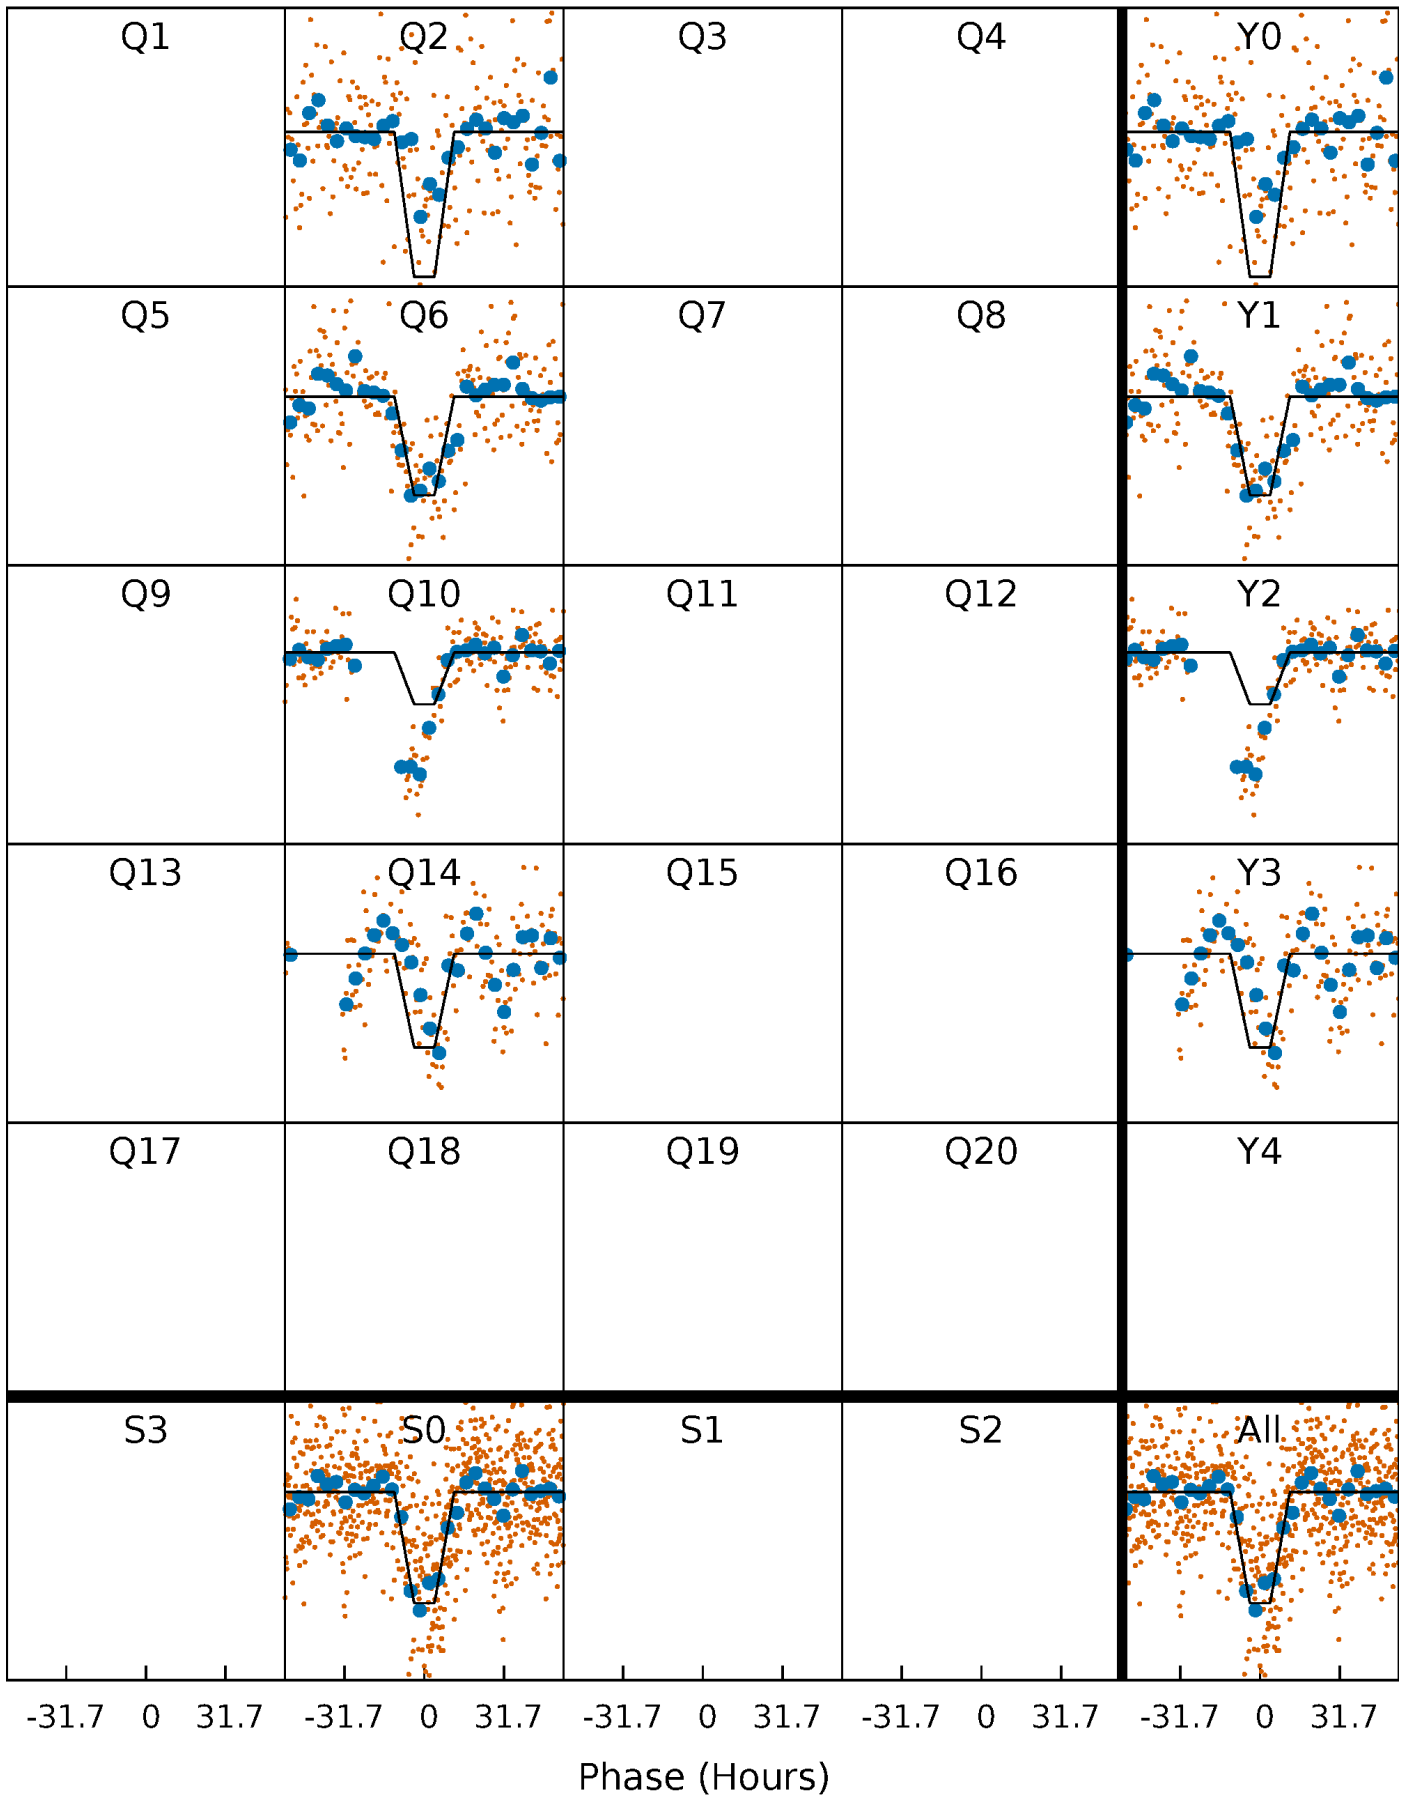 Q1 Q2 Q3 Q4 Y0
Q5 Q6 Q7 Q8 Y1
Q9 Q10 Q11 Q12 Y2
Q13 Q14 Q15 Q16 Y3
Q17 Q18 Q19 Q20 Y4
S3 S0 S1 S2 All
-31.7 0 31.7 -31.7 0 31.7 -31.7 0 31.7 -31.7 0 31.7 -31.7 0 31.7
Phase (Hours)